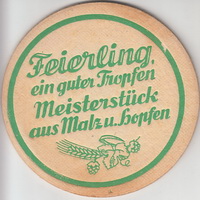 Feierling,
ein guter Tropfen
Meisterstück
aus Malz u. Hopfen